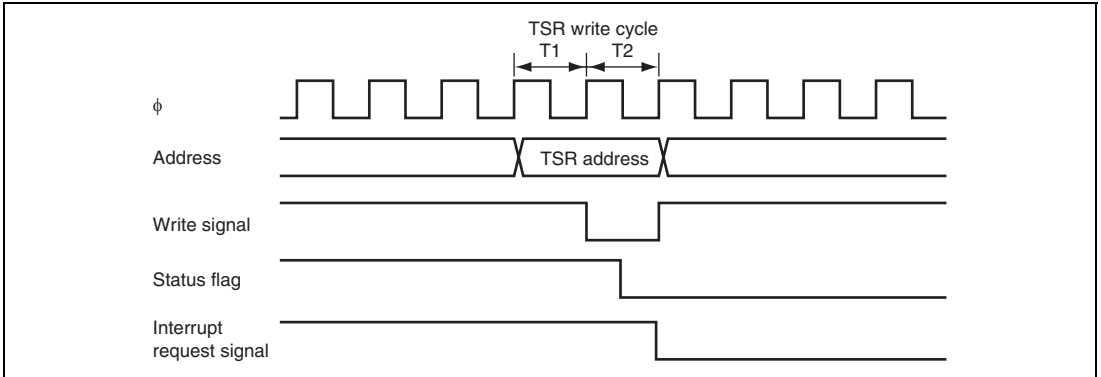 TSR write cycle
T1 T2
ϕ
Address
TSR address
Write signal
Status flag
Interrupt
request signal